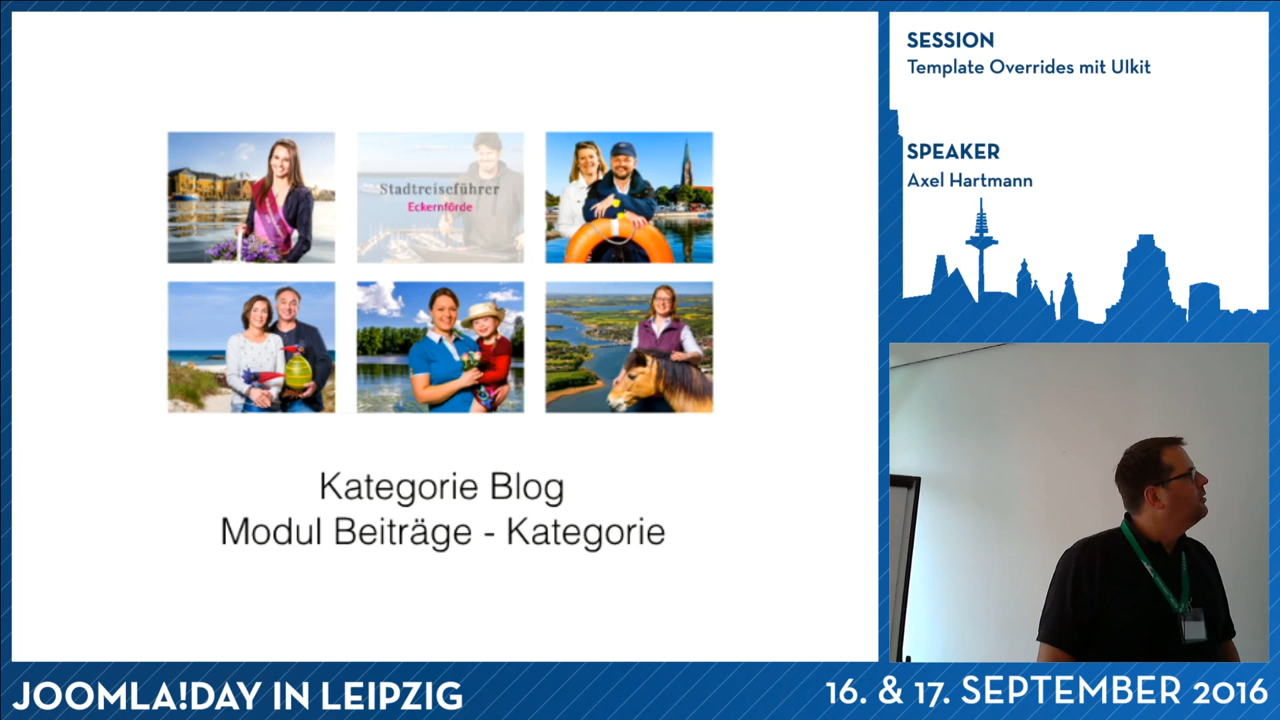 SESSION
Template Overrides mit UIkit
SPEAKER
Axel Hartmann
Stadtreiseführer
Eckernförde
Kategorie Blog
Modul Beiträge - Kategorie
JOOMLA!DAY IN LEIPZIG
16. & 17. SEPTEMBER 2016